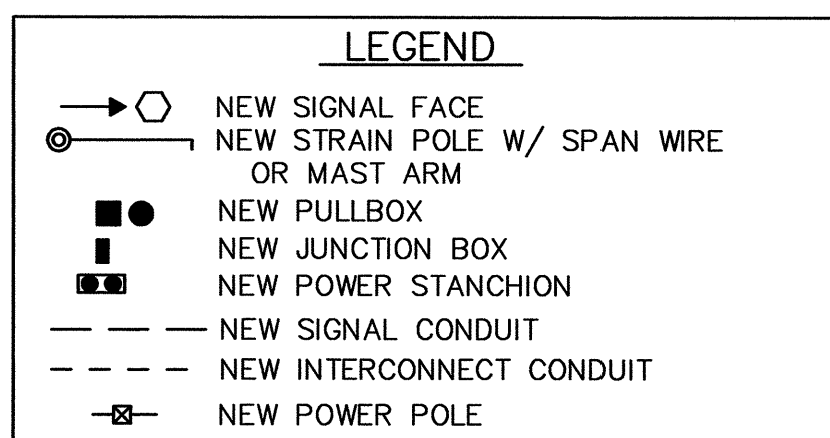 LEGEND
NEW SIGNAL FACE
NEW STRAIN POLE W/ SPAN WIRE
OR MAST ARM
NEW PULLBOX
NEW JUNCTION BOX
NEW POWER STANCHION
NEW SIGNAL CONDUIT
NEW INTERCONNECT CONDUIT
NEW POWER POLE